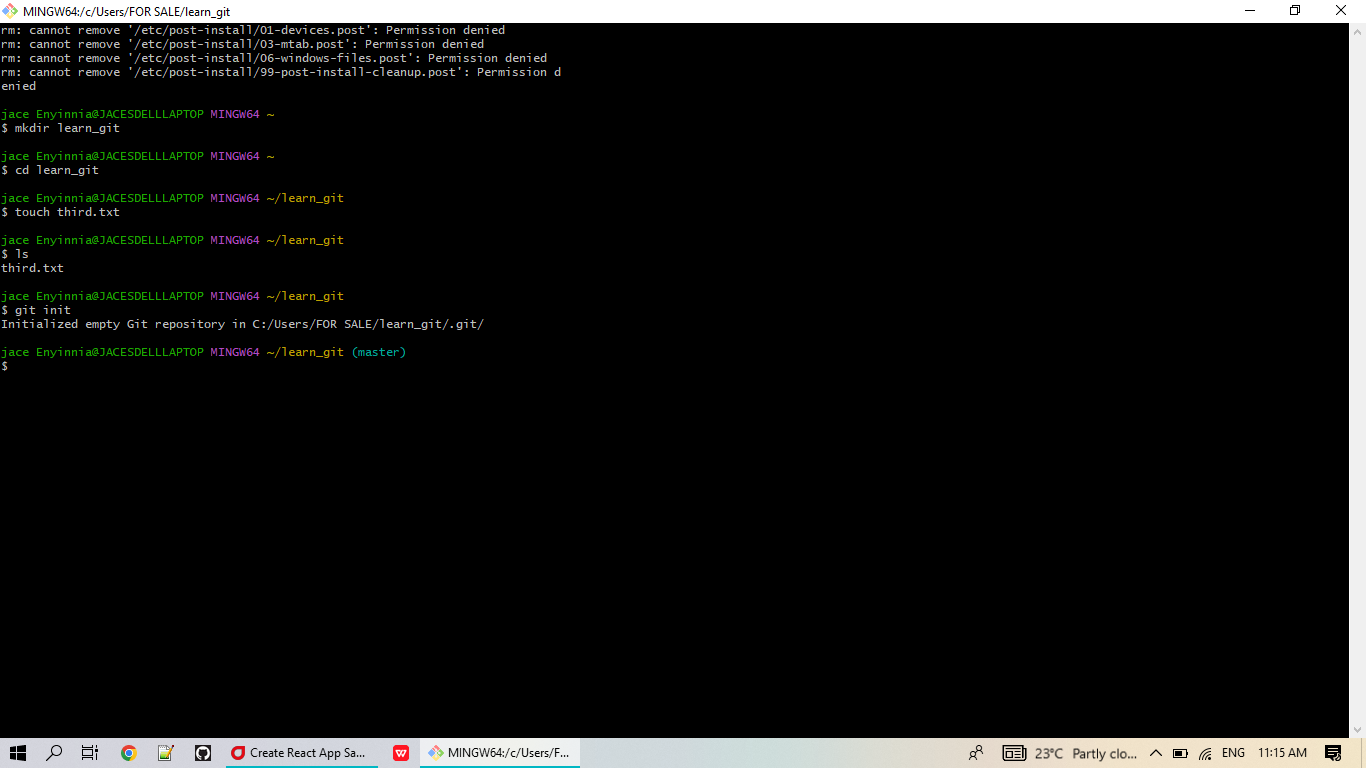 MINGW64:/c/Users/FOR SALE/learn_git
rm: cannot remove '/etc/post-install/01-devices.post': Permission denied
rm: cannot remove '/etc/post-install/03-mtab.post': Permission denied
rm: cannot remove '/etc/post-install/06-windows-files.post': Permission denied
rm: cannot remove '/etc/post-install/99-post-install-cleanup.post': Permission d
enied
jace Enyinnia@JACESDELLLAPTOP MINGW64 ~
$ mkdir learn_git
jace Enyinnia@JACESDELLLAPTOP MINGW64 ~
$ cd learn_git
jace Enyinnia@JACESDELLLAPTOP MINGW64 ~/learn_git
$ touch third.txt
jace Enyinnia@JACESDELLLAPTOP MINGW64 ~/learn_git
$ ls
third.txt
jace Enyinnia@JACESDELLLAPTOP MINGW64 ~/learn_git
$ git init
Initialized empty Git repository in C:/Users/FOR SALE/learn_git/.git/
jace Enyinnia@JACESDELLLAPTOP MINGW64 ~/learn_git (master)
$
Create React App Sa... MINGW64:/c/Users/F... 23°C Partly clo... ENG 11:15 AM